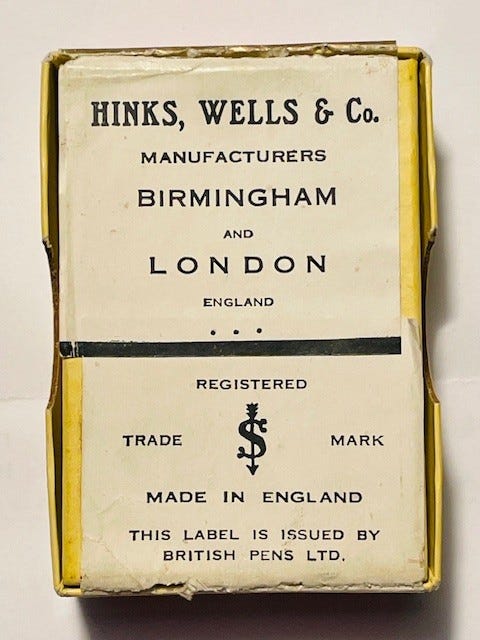 HINKS, WELLS & Co.
MANUFACTURERS
BIRMINGHAM
AND
LONDON
ENGLAND
. . .
REGISTERED
TRADE S MARK
MADE IN ENGLAND
THIS LABEL IS ISSUED BY
BRITISH PENS LTD.